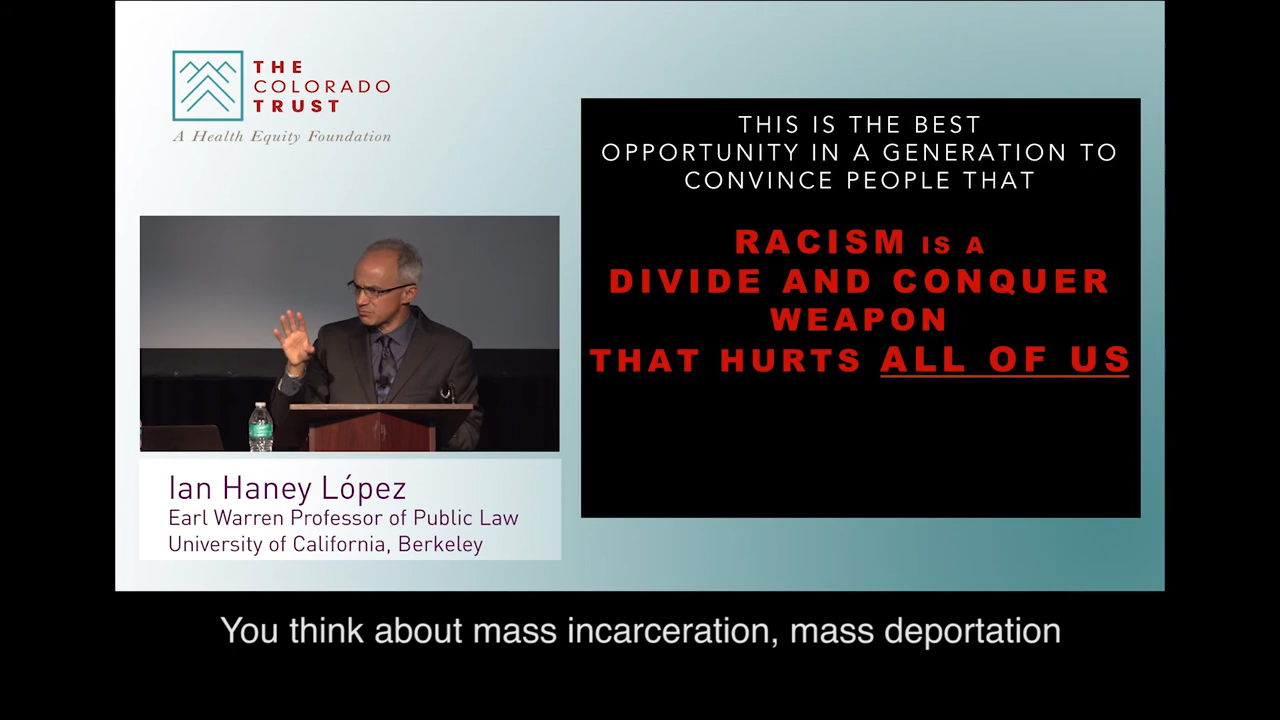 THE
COLORADO
TRUST
A Health Equity Foundation
THIS IS THE BEST
OPPORTUNITY IN A GENERATION TO
CONVINCE PEOPLE THAT
RACISM IS A
DIVIDE AND CONQUER
WEAPON
THAT HURTS ALL OF US
Ian Haney López
Earl Warren Professor of Public Law
University of California, Berkeley
You think about mass incarceration, mass deportation